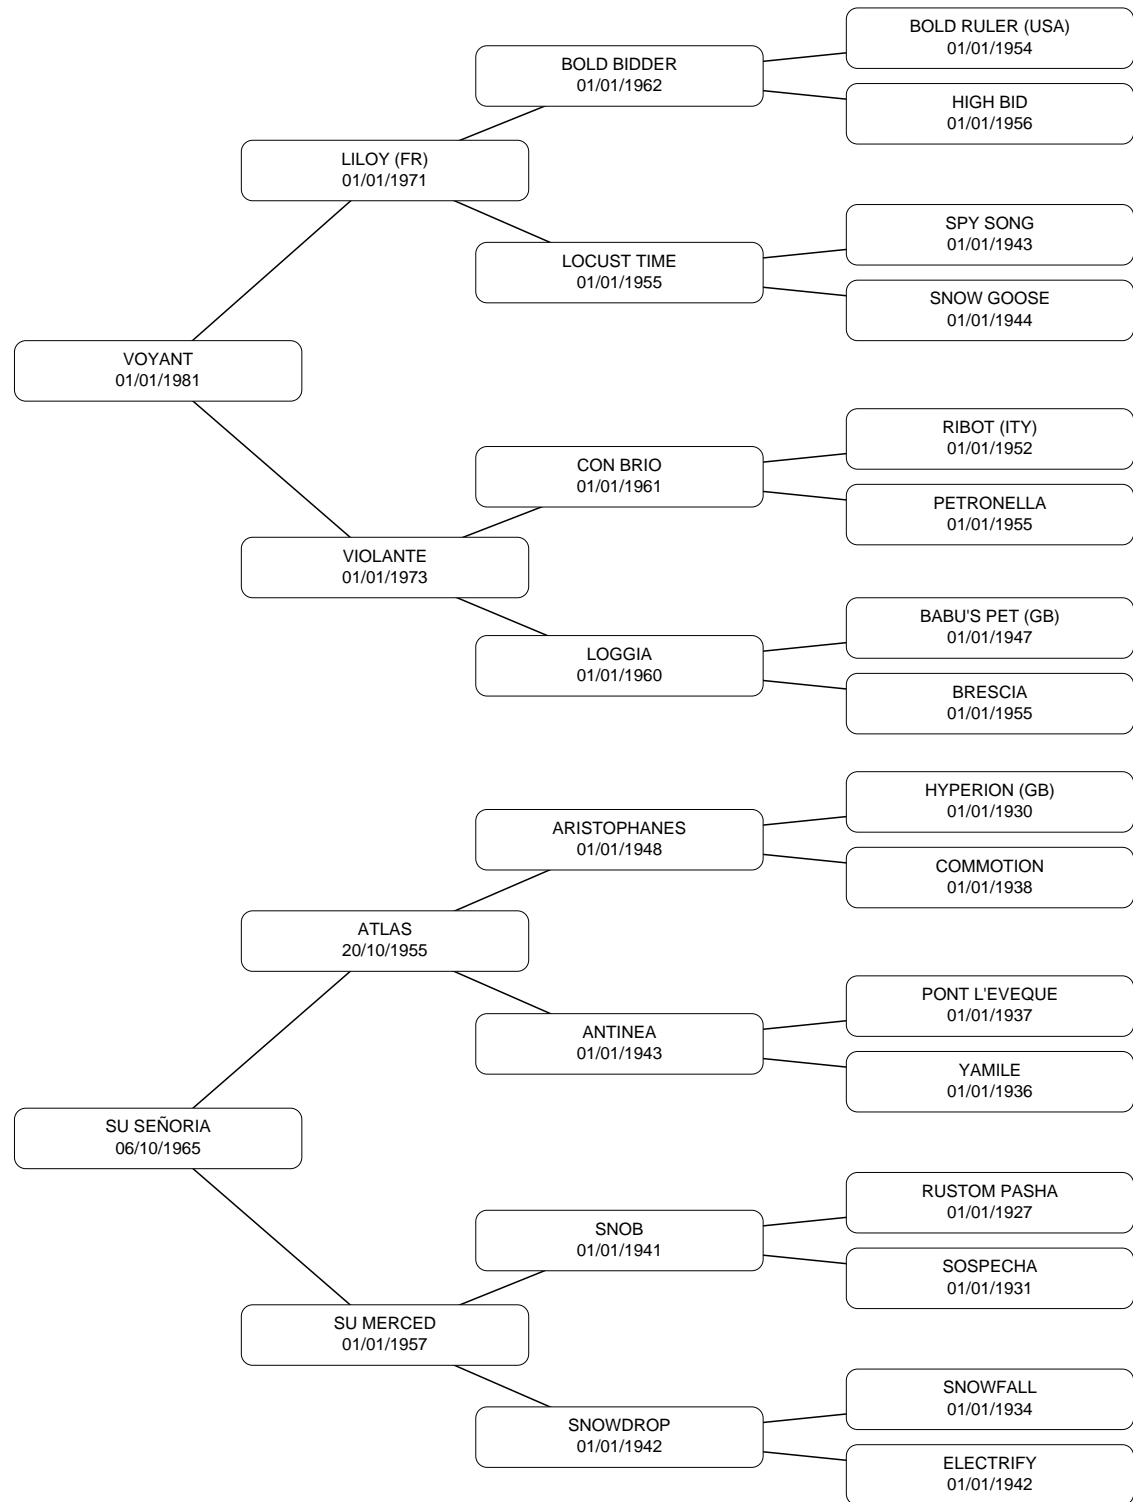 BOLD RULER (USA)
01/01/1954
BOLD BIDDER
01/01/1962
HIGH BID
01/01/1956
LILOY (FR)
01/01/1971
SPY SONG
01/01/1943
LOCUST TIME
01/01/1955
SNOW GOOSE
01/01/1944
VOYANT
01/01/1981
RIBOT (ITY)
01/01/1952
CON BRIO
01/01/1961
PETRONELLA
01/01/1955
VIOLANTE
01/01/1973
BABU'S PET (GB)
01/01/1947
LOGGIA
01/01/1960
BRESCIA
01/01/1955
HYPERION (GB)
01/01/1930
ARISTOPHANES
01/01/1948
COMMOTION
01/01/1938
ATLAS
20/10/1955
PONT L'EVEQUE
01/01/1937
ANTINEA
01/01/1943
YAMILE
01/01/1936
SU SEÑORIA
06/10/1965
RUSTOM PASHA
01/01/1927
SNOB
01/01/1941
SOSPECHA
01/01/1931
SU MERCED
01/01/1957
SNOWFALL
01/01/1934
SNOWDROP
01/01/1942
ELECTRIFY
01/01/1942